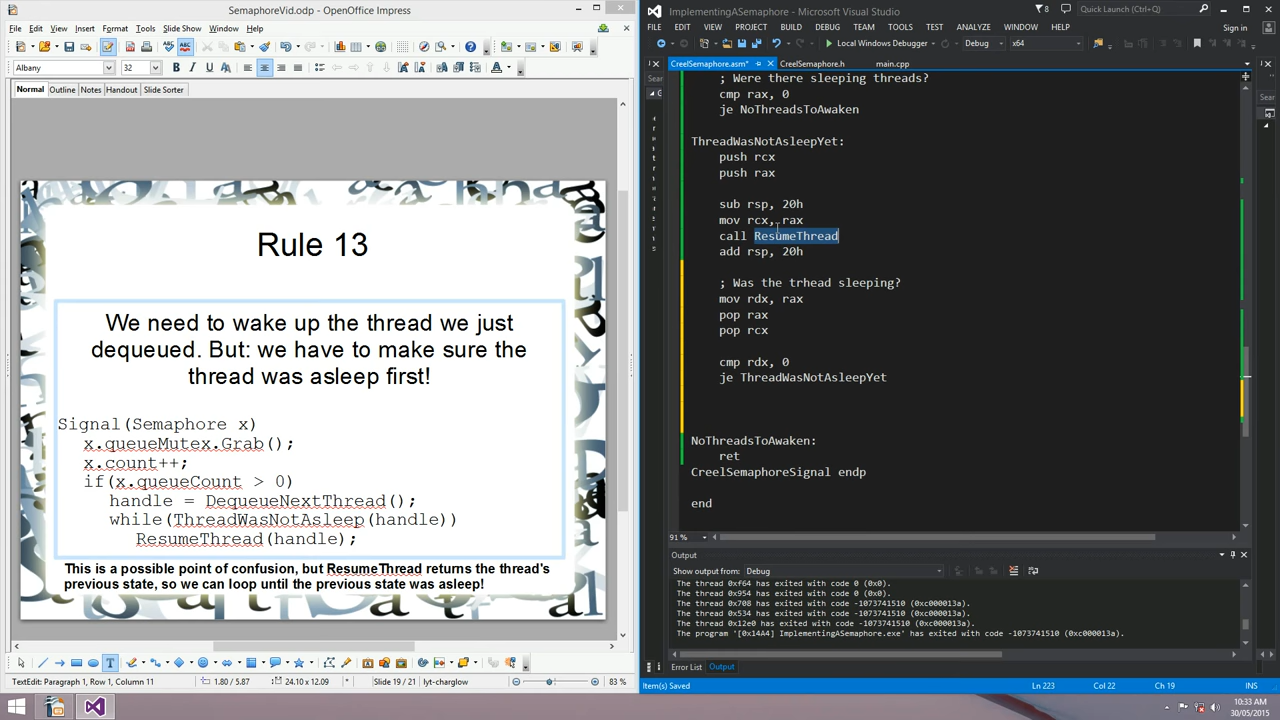 SemaphoreVid.odp - OpenOffice Impress
File Edit View Insert Format Tools Slide Show Window Help
Albany 32
Normal Outline Notes Handout Slide Sorter
Rule 13
We need to wake up the thread we just
dequeued. But: we have to make sure the
thread was asleep first!
Signal(Semaphore x)
x.queueMutex.Grab();
x.count++;
if(x.queueCount > 0)
handle = DequeueNextThread();
while(ThreadWasNotAsleep(handle))
ResumeThread(handle);
This is a possible point of confusion, but ResumeThread returns the thread's
previous state, so we can loop until the previous state was asleep!
TextEdit: Paragraph 1, Row 1, Column 11 1.80 / 5.87 24.10 x 12.09 Slide 19 / 21 lyt-charglow 83 %
ImplementingASemaphore - Microsoft Visual Studio
8 Quick Launch (Ctrl+Q)
FILE EDIT VIEW PROJECT BUILD DEBUG TEAM TOOLS TEST ANALYZE WINDOW HELP Sign in
Local Windows Debugger Debug x64
CreelSemaphore.asm* CreelSemaphore.h main.cpp
; Were there sleeping threads?
cmp rax, 0
je NoThreadsToAwaken
ThreadWasNotAsleepYet:
push rcx
push rax
sub rsp, 20h
mov rcx, rax
call ResumeThread
add rsp, 20h
; Was the trhead sleeping?
mov rdx, rax
pop rax
pop rcx
cmp rdx, 0
je ThreadWasNotAsleepYet
NoThreadsToAwaken:
ret
CreelSemaphoreSignal endp
end
91 %
Output
Show output from: Debug
The thread 0xf64 has exited with code 0 (0x0).
The thread 0x954 has exited with code 0 (0x0).
The thread 0x708 has exited with code -1073741510 (0xc000013a).
The thread 0x534 has exited with code -1073741510 (0xc000013a).
The thread 0x12e0 has exited with code -1073741510 (0xc000013a).
The program '[0x14A4] ImplementingASemaphore.exe' has exited with code -1073741510 (0xc000013a).
Error List Output
Item(s) Saved Ln 223 Col 22 Ch 19 INS
10:33 AM
30/05/2015